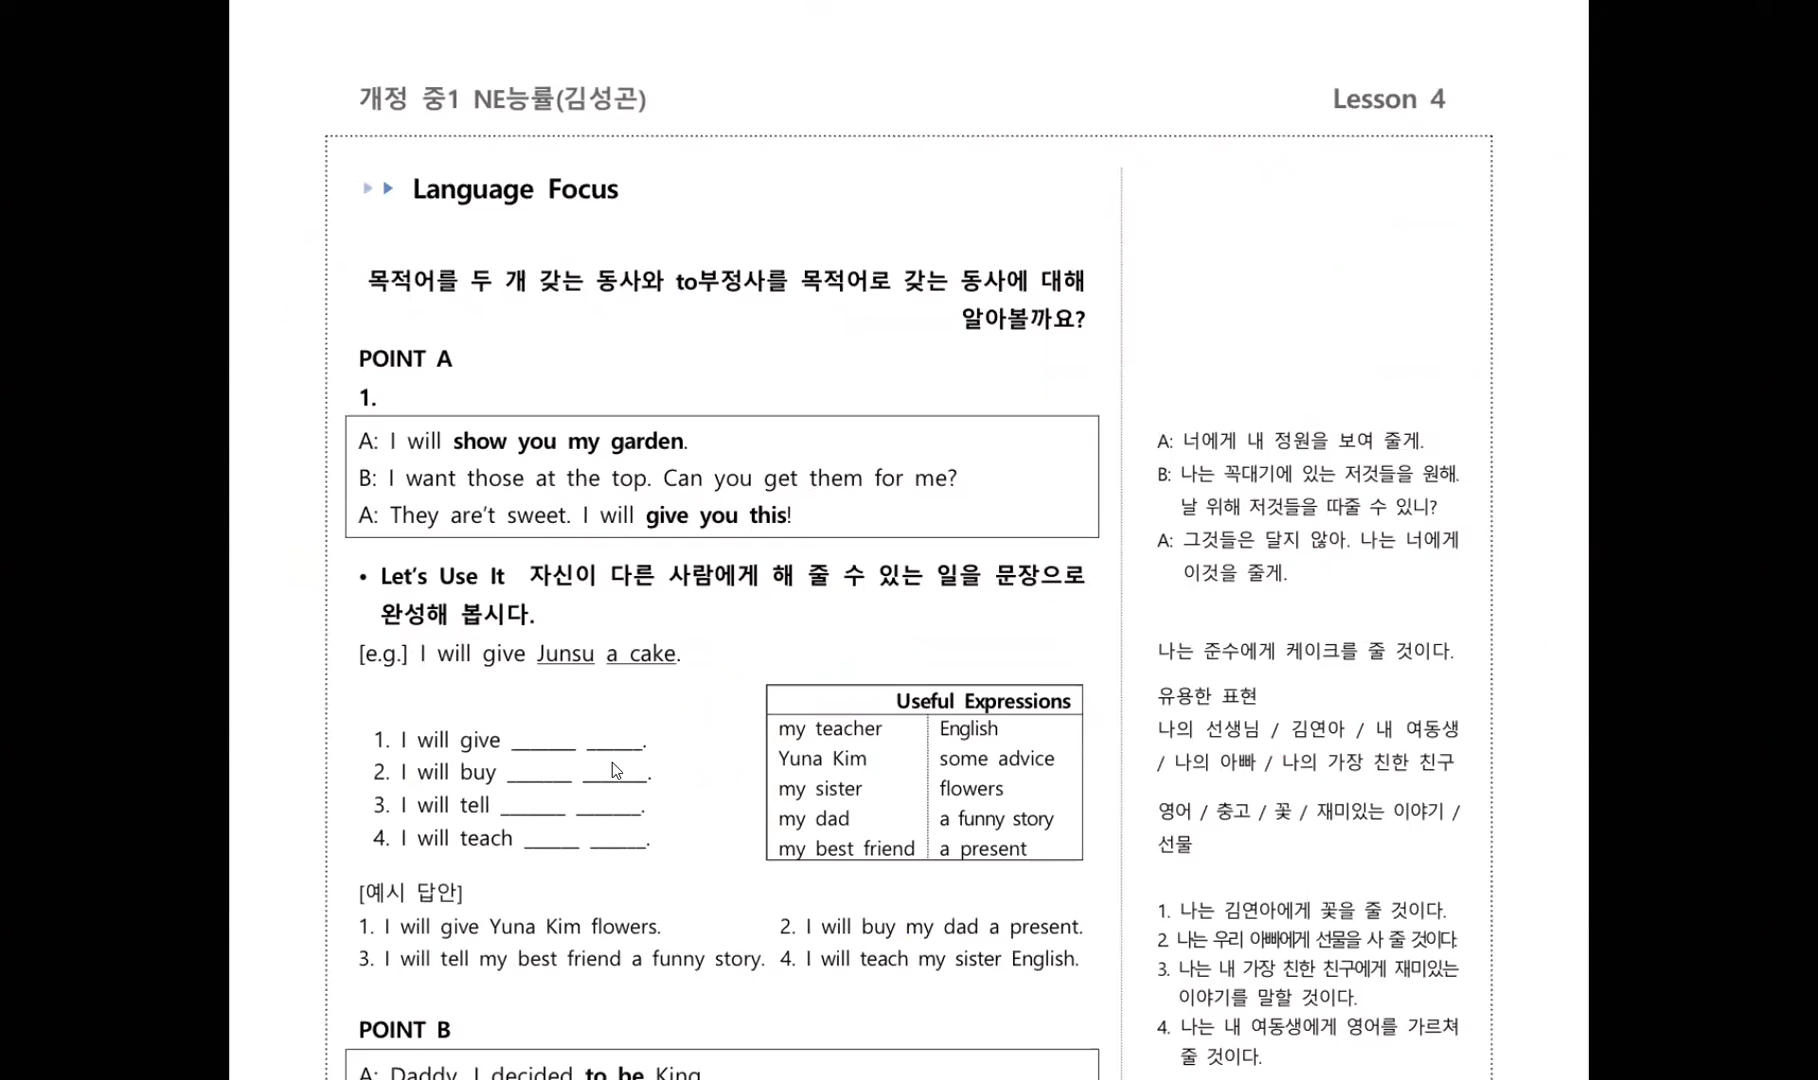 개정 중1 NE능률(김성곤)
Lesson 4
Language Focus
목적어를 두 개 갖는 동사와 to부정사를 목적어로 갖는 동사에 대해
알아볼까요?
POINT A
1.
A: I will show you my garden.
B: I want those at the top. Can you get them for me?
A: They are't sweet. I will give you this!
• Let's Use It 자신이 다른 사람에게 해 줄 수 있는 일을 문장으로
완성해 봅시다.
[e.g.] I will give Junsu a cake.
1. I will give ______ _____.
2. I will buy ______ ______.
3. I will tell ______ ______.
4. I will teach _____ _____.
Useful Expressions
my teacher English
Yuna Kim some advice
my sister flowers
my dad a funny story
my best friend a present
[예시 답안]
1. I will give Yuna Kim flowers. 2. I will buy my dad a present.
3. I will tell my best friend a funny story. 4. I will teach my sister English.
POINT B
A: Daddy, I decided to be King
A: 너에게 내 정원을 보여 줄게.
B: 나는 꼭대기에 있는 저것들을 원해.
날 위해 저것들을 따줄 수 있니?
A: 그것들은 달지 않아. 나는 너에게
이것을 줄게.
나는 준수에게 케이크를 줄 것이다.
유용한 표현
나의 선생님 / 김연아 / 내 여동생
/ 나의 아빠 / 나의 가장 친한 친구
영어 / 충고 / 꽃 / 재미있는 이야기 /
선물
1. 나는 김연아에게 꽃을 줄 것이다.
2. 나는 우리 아빠에게 선물을 사 줄 것이다.
3. 나는 내 가장 친한 친구에게 재미있는
이야기를 말할 것이다.
4. 나는 내 여동생에게 영어를 가르쳐
줄 것이다.